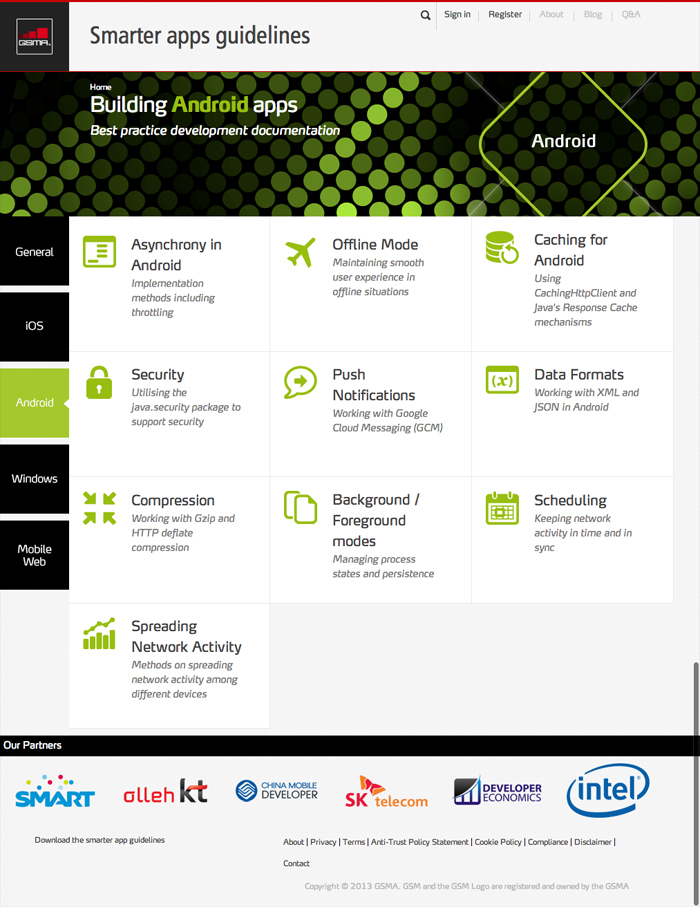 GSMA
Smarter apps guidelines
Sign in
Register
About
Blog
Q&A
Home
Building Android apps
Best practice development documentation
Android
General
iOS
Android
Windows
Mobile
Web
Asynchrony in
Android
Implementation
methods including
throttling
Offline Mode
Maintaining smooth
user experience in
offline situations
Caching for
Android
Using
CachingHttpClient and
Java's Response Cache
mechanisms
Security
Utilising the
java.security package to
support security
Push
Notifications
Working with Google
Cloud Messaging (GCM)
(x)
Data Formats
Working with XML and
JSON in Android
Compression
Working with Gzip and
HTTP deflate
compression
Background /
Foreground
modes
Managing process
states and persistence
Scheduling
Keeping network
activity in time and in
sync
Spreading
Network Activity
Methods on spreading
network activity among
different devices
Our Partners
SMART
olleh kt
CHINA MOBILE
DEVELOPER
SK telecom
DEVELOPER
ECONOMICS
intel
Download the smarter app guidelines
About | Privacy | Terms | Anti-Trust Policy Statement | Cookie Policy | Compliance | Disclaimer |
Contact
Copyright © 2013 GSMA. GSM and the GSM Logo are registered and owned by the GSMA